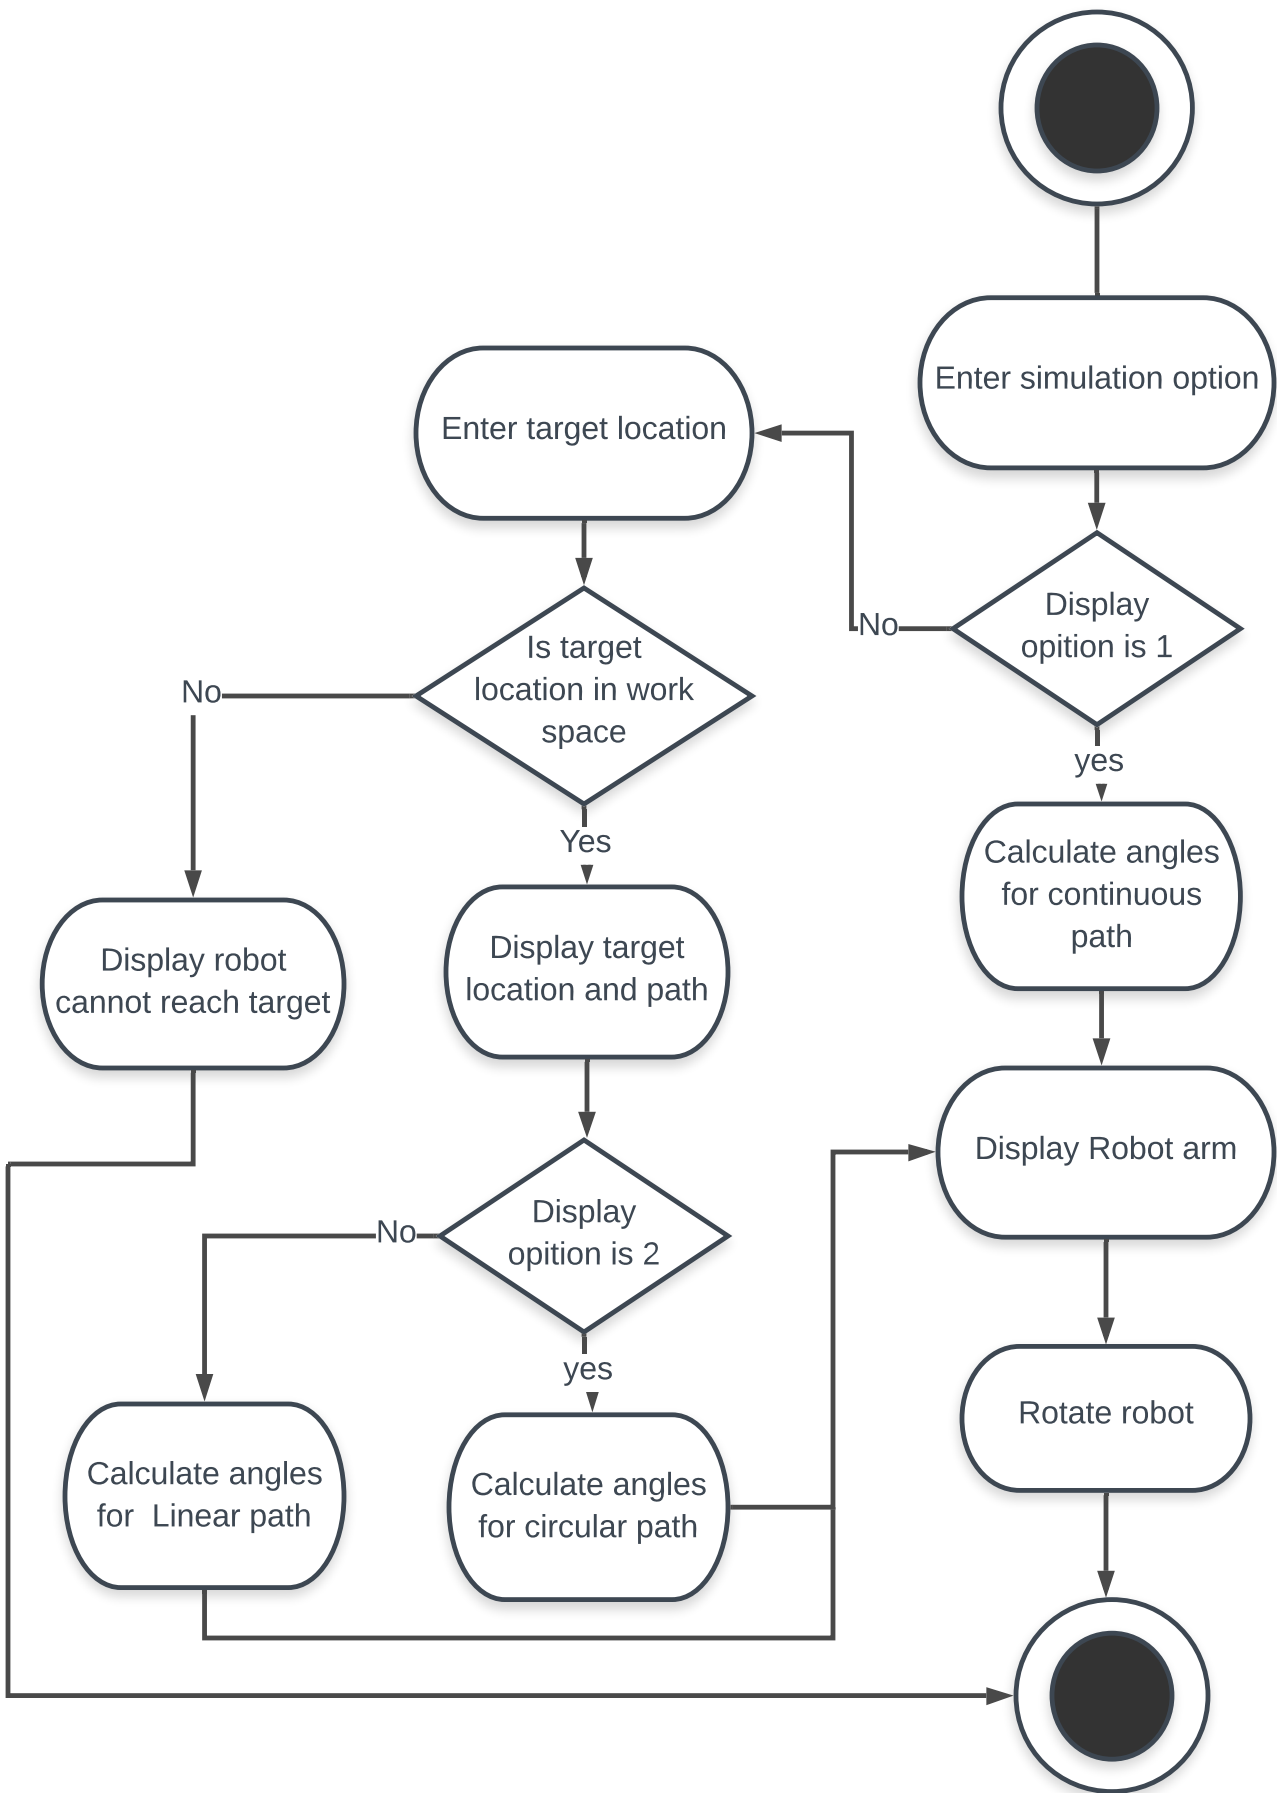 Enter simulation option
Enter target location
Display
opition is 1
No
Is target
location in work
space
No
yes
Yes
Calculate angles
for continuous
path
Display target
location and path
Display robot
cannot reach target
Display Robot arm
Display
opition is 2
No
yes
Rotate robot
Calculate angles
for  Linear path
Calculate angles
for circular path